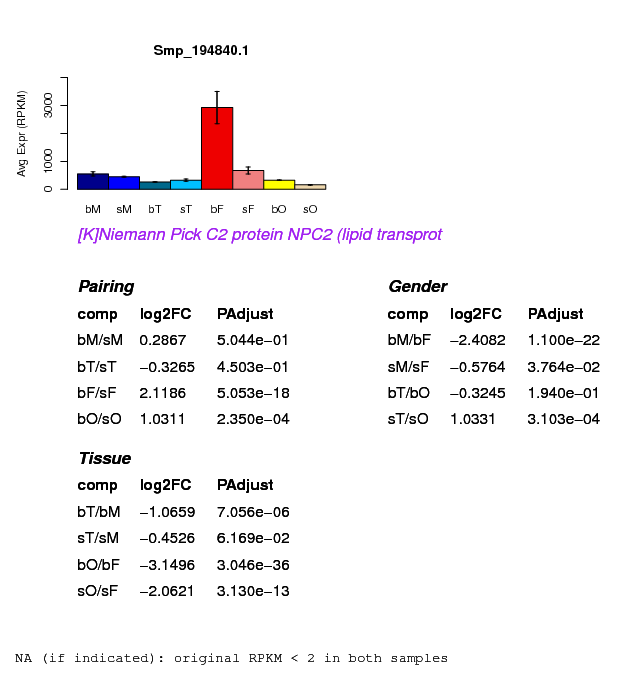 Smp_194840.1
Avg Expr (RPKM)
3000
1000
0
bM sM bT sT bF sF bO sO
[K]Niemann Pick C2 protein NPC2 (lipid transprot
Pairing
comp log2FC PAdjust
bM/sM 0.2867 5.044e−01
bT/sT −0.3265 4.503e−01
bF/sF 2.1186 5.053e−18
bO/sO 1.0311 2.350e−04
Gender
comp log2FC PAdjust
bM/bF −2.4082 1.100e−22
sM/sF −0.5764 3.764e−02
bT/bO −0.3245 1.940e−01
sT/sO 1.0331 3.103e−04
Tissue
comp log2FC PAdjust
bT/bM −1.0659 7.056e−06
sT/sM −0.4526 6.169e−02
bO/bF −3.1496 3.046e−36
sO/sF −2.0621 3.130e−13
NA (if indicated): original RPKM < 2 in both samples